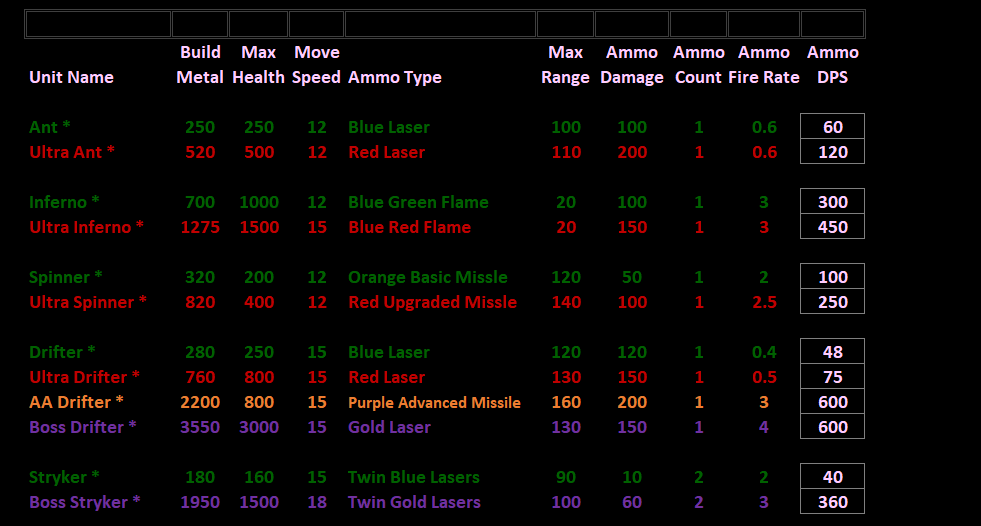 Build Max Move Max Ammo Ammo Ammo Ammo
Unit Name Metal Health Speed Ammo Type Range Damage Count Fire Rate DPS
Ant * 250 250 12 Blue Laser 100 100 1 0.6 60
Ultra Ant * 520 500 12 Red Laser 110 200 1 0.6 120
Inferno * 700 1000 12 Blue Green Flame 20 100 1 3 300
Ultra Inferno * 1275 1500 15 Blue Red Flame 20 150 1 3 450
Spinner * 320 200 12 Orange Basic Missle 120 50 1 2 100
Ultra Spinner * 820 400 12 Red Upgraded Missle 140 100 1 2.5 250
Drifter * 280 250 15 Blue Laser 120 120 1 0.4 48
Ultra Drifter * 760 800 15 Red Laser 130 150 1 0.5 75
AA Drifter * 2200 800 15 Purple Advanced Missile 160 200 1 3 600
Boss Drifter * 3550 3000 15 Gold Laser 130 150 1 4 600
Stryker * 180 160 15 Twin Blue Lasers 90 10 2 2 40
Boss Stryker * 1950 1500 18 Twin Gold Lasers 100 60 2 3 360